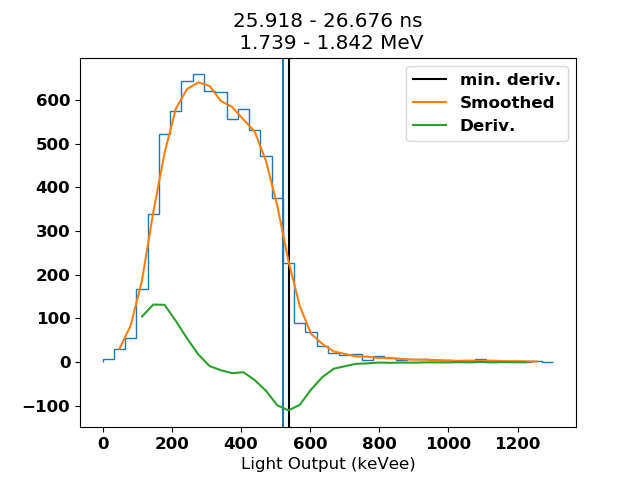 25.918 - 26.676 ns
1.739 - 1.842 MeV
min. deriv.
Smoothed
Deriv.
600
500
400
300
200
100
0
−100
0 200 400 600 800 1000 1200
Light Output (keVee)